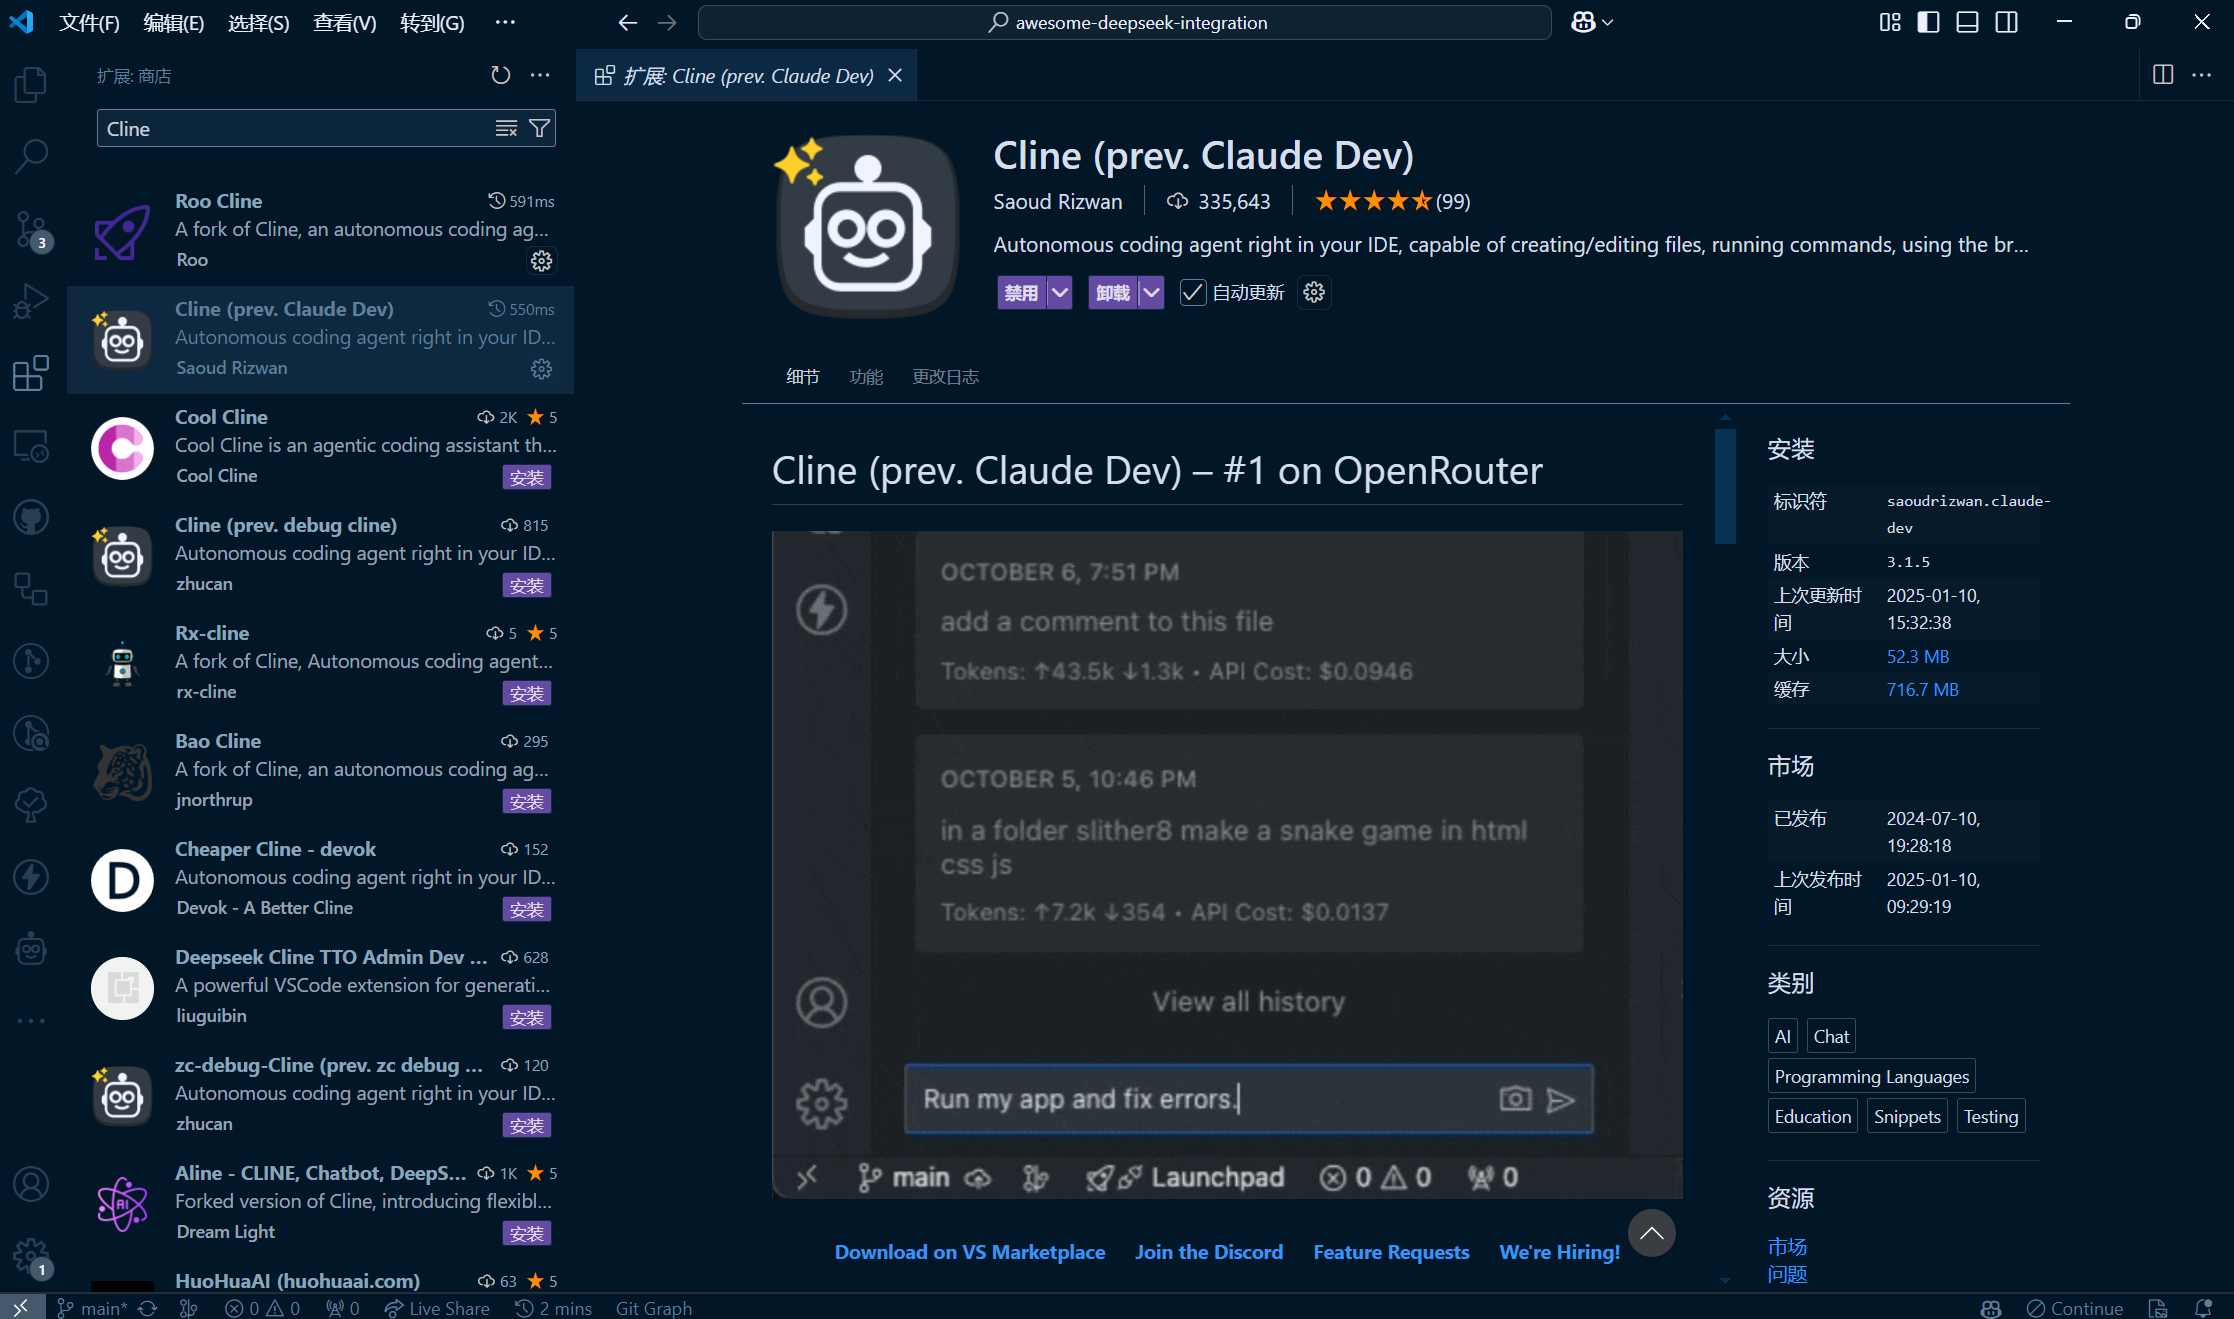 文件(F) 编辑(E) 选择(S) 查看(V) 转到(G) ···
awesome-deepseek-integration
扩展: 商店
扩展: Cline (prev. Claude Dev)
Cline
Roo Cline 591ms
A fork of Cline, an autonomous coding ag...
Roo
Cline (prev. Claude Dev) 550ms
Autonomous coding agent right in your ID...
Saoud Rizwan
Cool Cline 2K 5
Cool Cline is an agentic coding assistant th...
Cool Cline 安装
Cline (prev. debug cline) 815
Autonomous coding agent right in your ID...
zhucan 安装
Rx-cline 5 5
A fork of Cline, Autonomous coding agent...
rx-cline 安装
Bao Cline 295
A fork of Cline, an autonomous coding ag...
jnorthrup 安装
Cheaper Cline - devok 152
Autonomous coding agent right in your ID...
Devok - A Better Cline 安装
Deepseek Cline TTO Admin Dev ... 628
A powerful VSCode extension for generati...
liuguibin 安装
zc-debug-Cline (prev. zc debug ... 120
Autonomous coding agent right in your ID...
zhucan 安装
Aline - CLINE, Chatbot, DeepS... 1K 5
Forked version of Cline, introducing flexibl...
Dream Light 安装
HuoHuaAI (huohuaai.com) 63 5
3
1
Cline (prev. Claude Dev)
Saoud Rizwan 335,643 (99)
Autonomous coding agent right in your IDE, capable of creating/editing files, running commands, using the br...
禁用 卸载 自动更新
细节 功能 更改日志
Cline (prev. Claude Dev) – #1 on OpenRouter
OCTOBER 6, 7:51 PM
add a comment to this file
Tokens: ↑43.5k ↓1.3k • API Cost: $0.0946
OCTOBER 5, 10:46 PM
in a folder slither8 make a snake game in html
css js
Tokens: ↑7.2k ↓354 • API Cost: $0.0137
View all history
Run my app and fix errors.
main Launchpad 0 0 0
Download on VS Marketplace Join the Discord Feature Requests We're Hiring!
安装
标识符 saoudrizwan.claude-
dev
版本 3.1.5
上次更新时 2025-01-10,
间 15:32:38
大小 52.3 MB
缓存 716.7 MB
市场
已发布 2024-07-10,
19:28:18
上次发布时 2025-01-10,
间 09:29:19
类别
AI Chat
Programming Languages
Education Snippets Testing
资源
市场
问题
main* 0 0 0 Live Share 2 mins Git Graph Continue